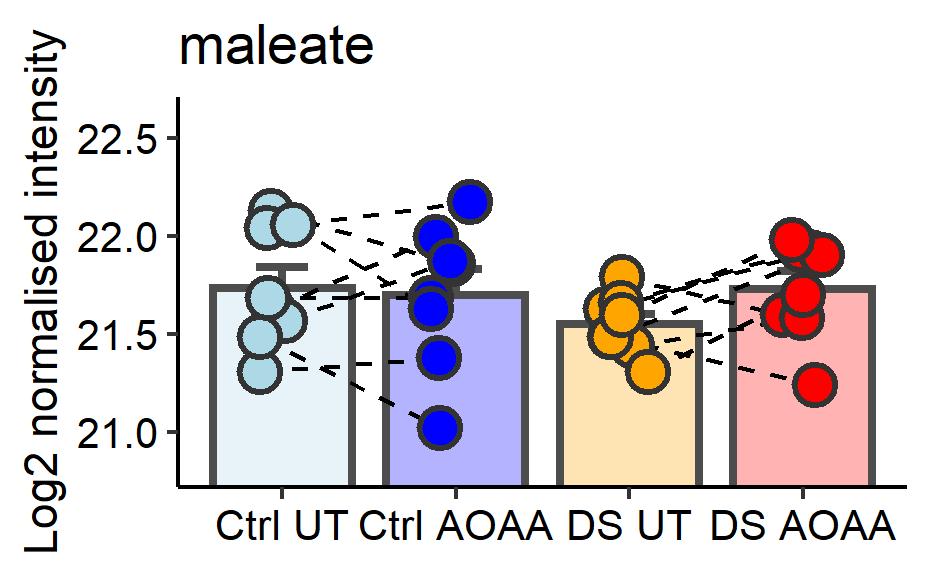 maleate
Log2 normalised intensity
22.5
22.0
21.5
21.0
Ctrl UT Ctrl AOAA DS UT DS AOAA